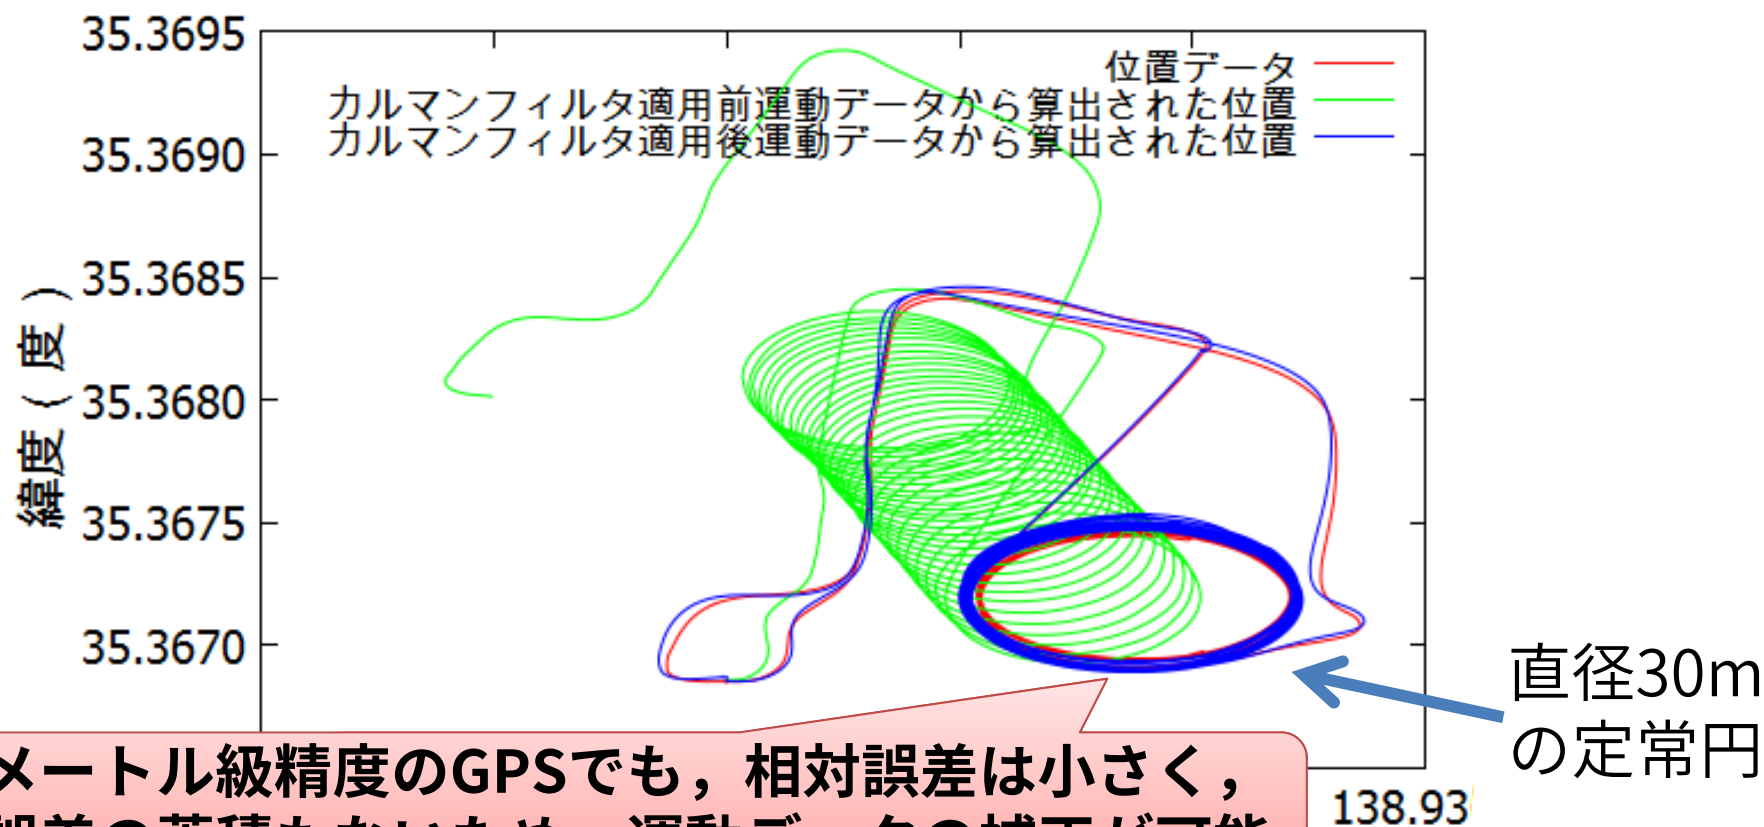 35.3695
位置データ
カルマンフィルタ適用前運動データから算出された位置
カルマンフィルタ適用後運動データから算出された位置
35.3690
35.3685
35.3680
35.3675
35.3670
緯度(度)
直径30m
の定常円
メートル級精度のGPSでも，相対誤差は小さく，
138.93